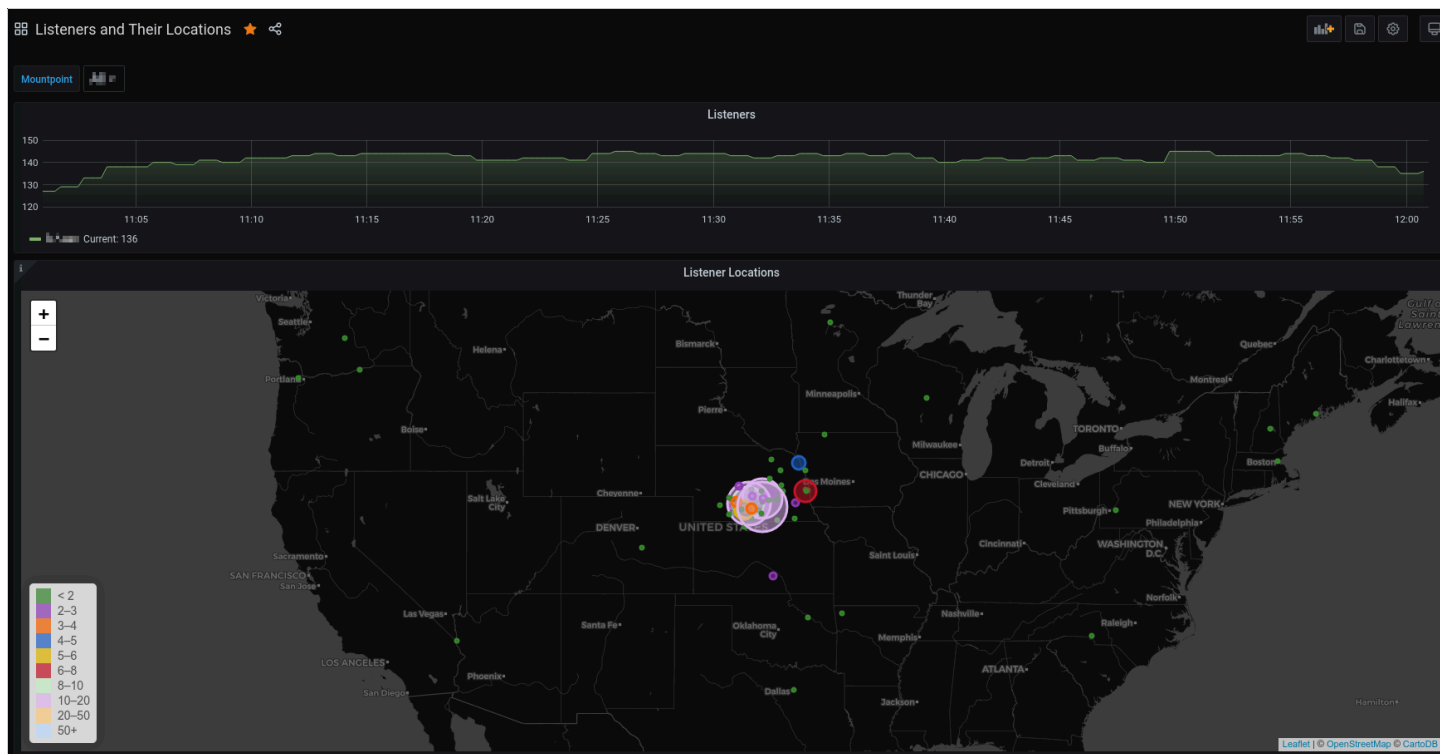 Listeners and Their Locations
Mountpoint
Listeners
150
140
130
120
11:05 11:10 11:15 11:20 11:25 11:30 11:35 11:40 11:45 11:50 11:55 12:00
Current: 136
i
Listener Locations
+
−
Victoria
Seattle
Portland
Helena
Boise
Bismarck
Pierre
Minneapolis
Thunder
Bay
Gulf o
Saint
Lawren
Quebec
Charlottetown
Montreal
Halifax
TORONTO
Buffalo
Milwaukee
CHICAGO
Detroit
Cleveland
Boston
NEW YORK
Pittsburgh
Philadelphia
WASHINGTON
D.C.
Salt Lake
City
Cheyenne
DENVER
UNITED STATES
Des Moines
Saint Louis
Cincinnati
Sacramento
SAN FRANCISCO
San Jose
Las Vegas
Santa Fe
Oklahoma
City
Memphis
Nashville
Norfolk
Raleigh
LOS ANGELES
San Diego
Phoenix
Dallas
Jackson
ATLANTA
Hamilton
< 2
2–3
3–4
4–5
5–6
6–8
8–10
10–20
20–50
50+
Leaflet | © OpenStreetMap © CartoDB